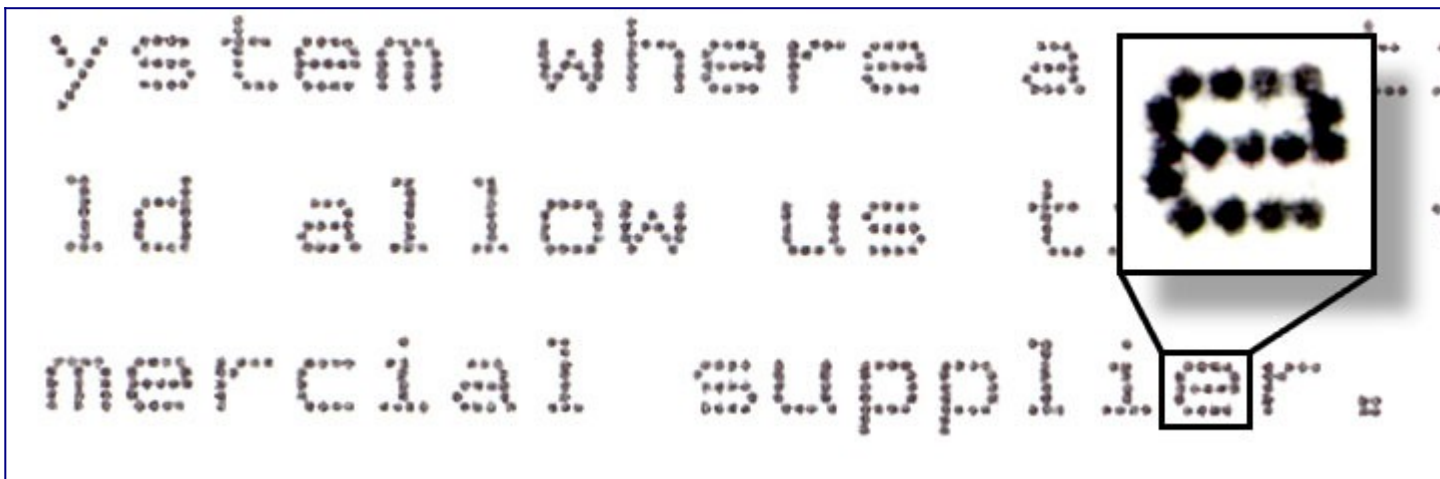 ystem where a t
ld allow us t
mercial supplier.
e